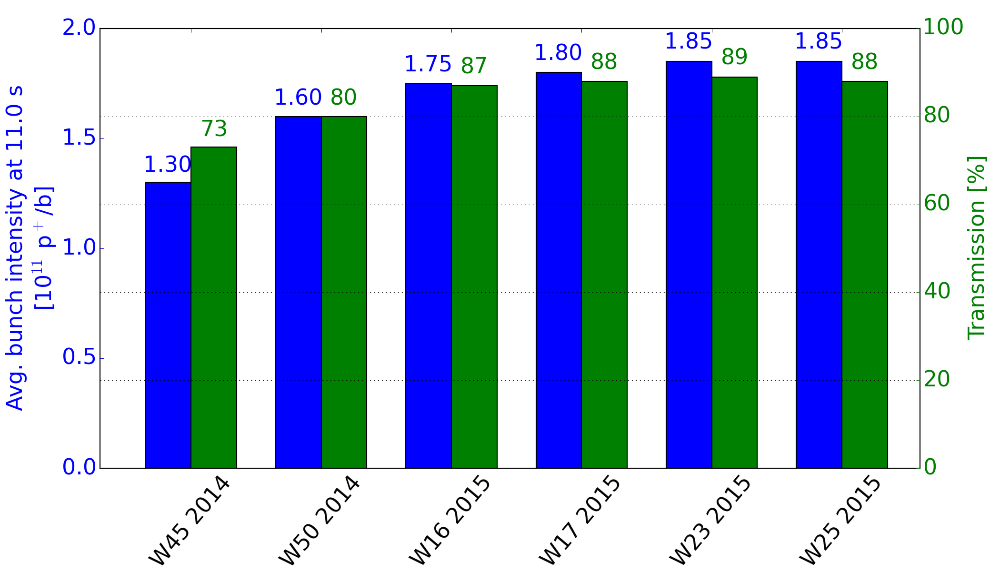 Avg. bunch intensity at 11.0 s
[10¹¹ p⁺/b]
2.0
1.5
1.0
0.5
0.0
1.30
73
1.60
80
1.75
87
1.80
88
1.85
89
1.85
88
100
80
60
40
20
0
Transmission [%]
W45 2014
W50 2014
W16 2015
W17 2015
W23 2015
W25 2015